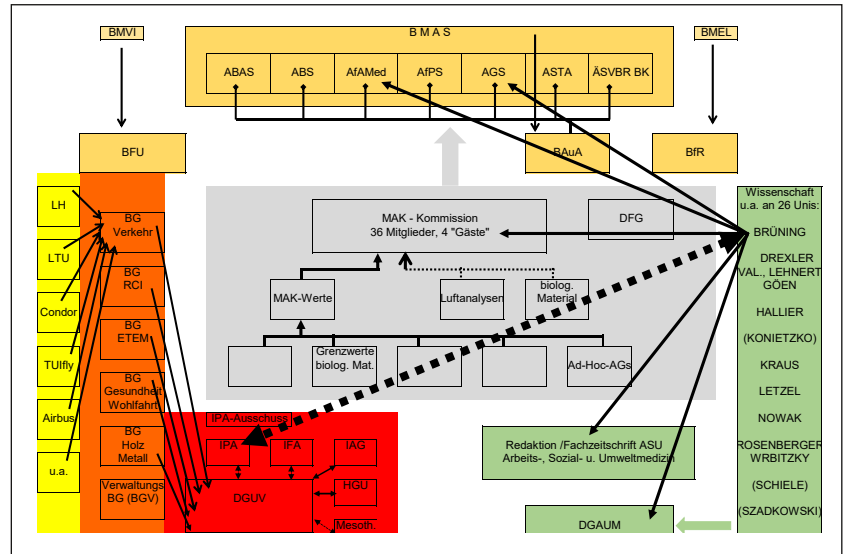 BMVI
B M A S
BMEL
ABAS
ABS
AfAMed
AfPS
AGS
ASTA
ÄSVBR BK
BFU
BAuA
BfR
LH
LTU
Condor
TUIfly
Airbus
u.a.
BG
Verkehr
BG
RCI
BG
ETEM
BG
Gesundheit
Wohlfahrt
BG
Holz
Metall
Verwaltungs
BG (BGV)
MAK - Kommission
36 Mitglieder, 4 "Gäste"
DFG
MAK-Werte
Luftanalysen
biolog.
Material
Grenzwerte
biolog. Mat.
Ad-Hoc-AGs
IPA-Ausschuss
IPA
IFA
IAG
DGUV
HGU
Mesoth.
Redaktion /Fachzeitschrift ASU
Arbeits-, Sozial- u. Umweltmedizin
DGAUM
Wissenschaft
u.a. an 26 Unis:
BRÜNING
DREXLER
VAL., LEHNERT
GÖEN
HALLIER
(KONIETZKO)
KRAUS
LETZEL
NOWAK
ROSENBERGER
WRBITZKY
(SCHIELE)
(SZADKOWSKI)